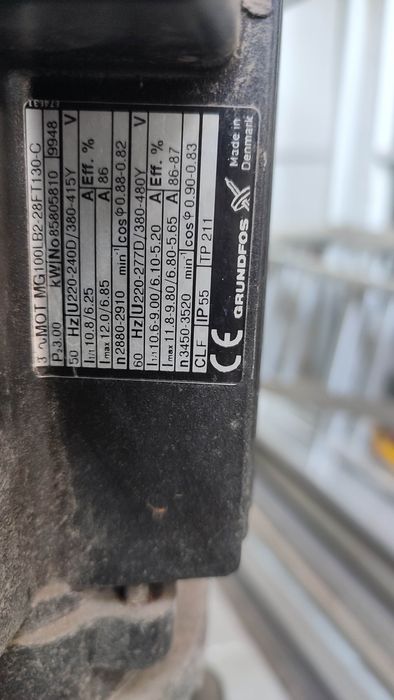 3 ~MOT MG100LB2-28FT130-C
P₂ 3.00 kW No 85805810 9948
50 Hz U 220-240D/380-415Y V
I₁/₁ 10.8/6.25 A Eff. %
I max 12.0/6.85 A 86
n 2880-2910 min⁻¹ cos φ 0.88-0.82
60 Hz U 220-277D/380-480Y V
I₁/₁ 10.6-9.00/6.10-5.20 A Eff. %
I max 11.8-9.80/6.80-5.65 A 86-87
n 3450-3520 min⁻¹ cos φ 0.90-0.83
CL F IP 55 TP 211
CE GRUNDFOS Made in
Denmark